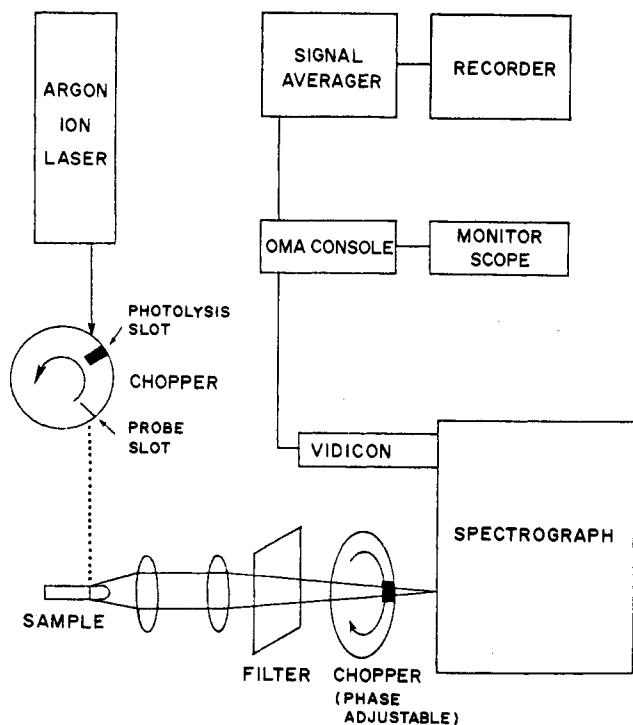 ARGON
ION
LASER
SIGNAL
AVERAGER
RECORDER
OMA CONSOLE
MONITOR
SCOPE
PHOTOLYSIS
SLOT
CHOPPER
PROBE
SLOT
VIDICON
SPECTROGRAPH
SAMPLE
FILTER
CHOPPER
(PHASE
ADJUSTABLE)